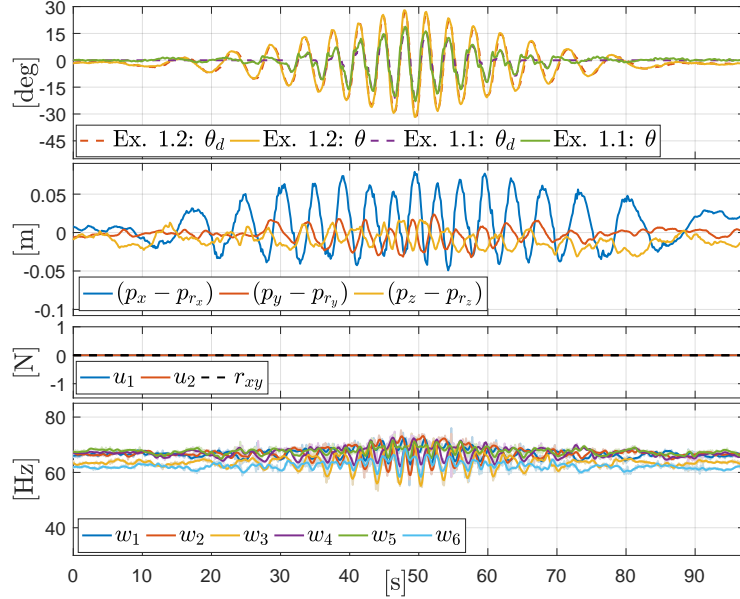 30
15
0
-15
-30
-45
[deg]
Ex. 1.2: θ_d Ex. 1.2: θ Ex. 1.1: θ_d Ex. 1.1: θ
0.05
0
-0.05
-0.1
[m]
(p_x − p_{r_x}) (p_y − p_{r_y}) (p_z − p_{r_z})
1
0
-1
[N]
u_1 u_2 r_{xy}
80
60
40
[Hz]
w_1 w_2 w_3 w_4 w_5 w_6
0 10 20 30 40 50 60 70 80 90
[s]